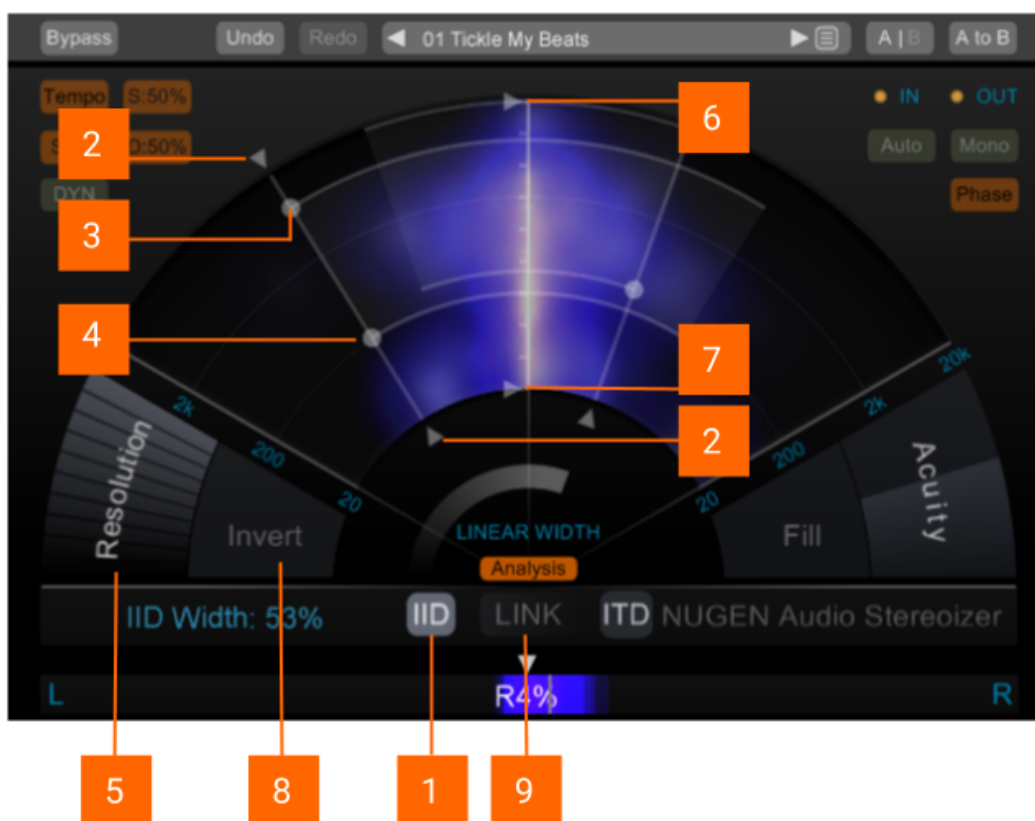 Bypass Undo Redo 01 Tickle My Beats A | B A to B
Tempo S:50% IN OUT
6
2 :50% Auto Mono
DYN Phase
3
4
7
20k
2k 2k
2
200 200
20 20
Resolution Invert LINEAR WIDTH Fill Acuity
Analysis
IID Width: 53% IID LINK ITD NUGEN Audio Stereoizer
L R4% R
5 8 1 9